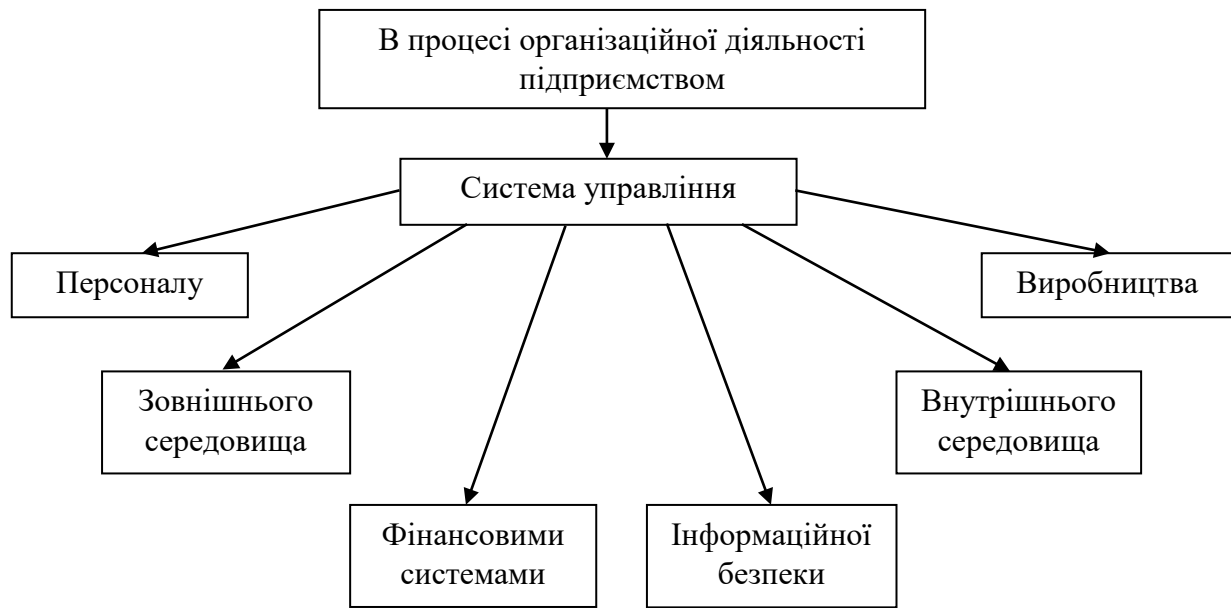 В процесі організаційної діяльності
підприємством
Система управління
Персоналу
Виробництва
Зовнішнього
середовища
Внутрішнього
середовища
Фінансовими
системами
Інформаційної
безпеки